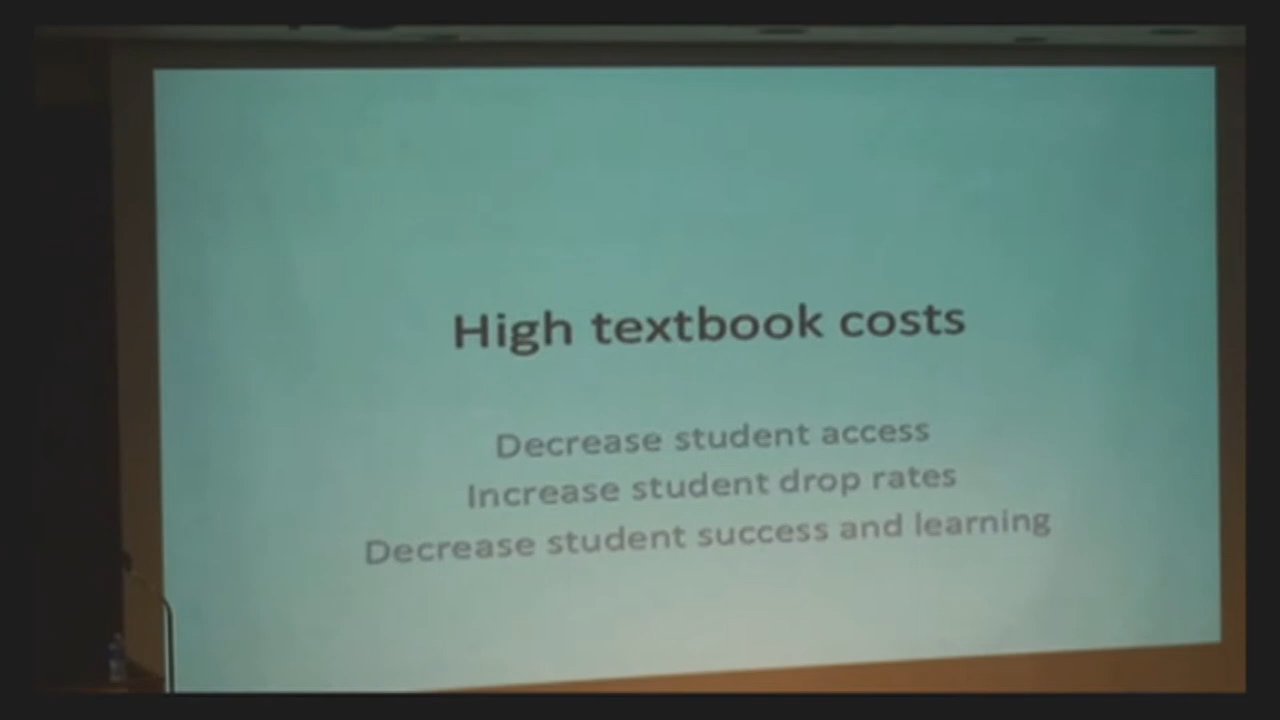 High textbook costs
Decrease student access
Increase student drop rates
Decrease student success and learning